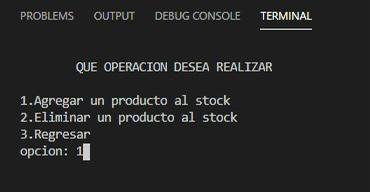 PROBLEMS OUTPUT DEBUG CONSOLE TERMINAL
QUE OPERACION DESEA REALIZAR
1.Agregar un producto al stock
2.Eliminar un producto al stock
3.Regresar
opcion: 1